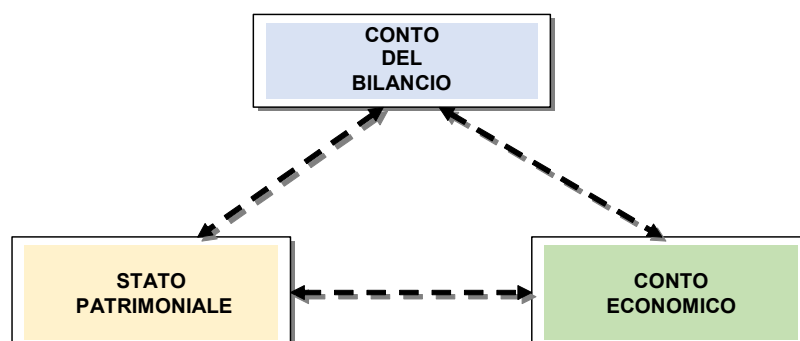 CONTO
DEL
BILANCIO
STATO
PATRIMONIALE
CONTO
ECONOMICO